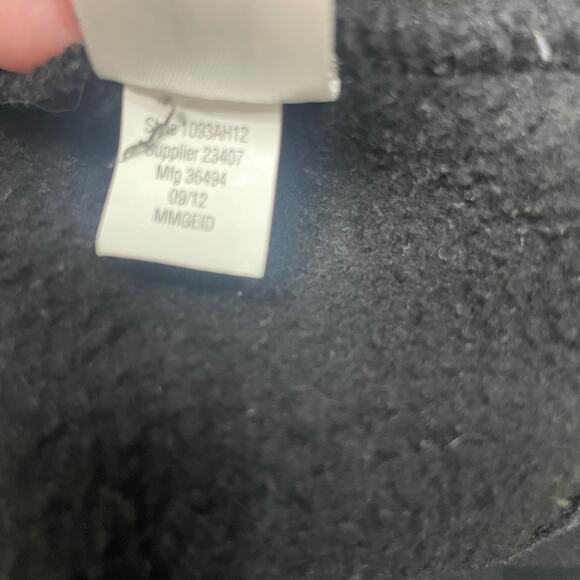 Style 1093AH12
Supplier 23407
Mfg 36494
09/12
MMGEID